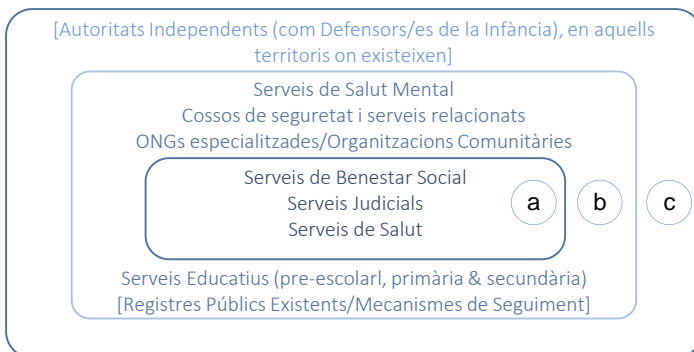 [Autoritats Independents (com Defensors/es de la Infància), en aquells
territoris on existeixen]
Serveis de Salut Mental
Cossos de seguretat i serveis relacionats
ONGs especialitzades/Organitzacions Comunitàries
Serveis de Benestar Social
Serveis Judicials
Serveis de Salut
a b c
Serveis Educatius (pre-escolarl, primària & secundària)
[Registres Públics Existents/Mecanismes de Seguiment]